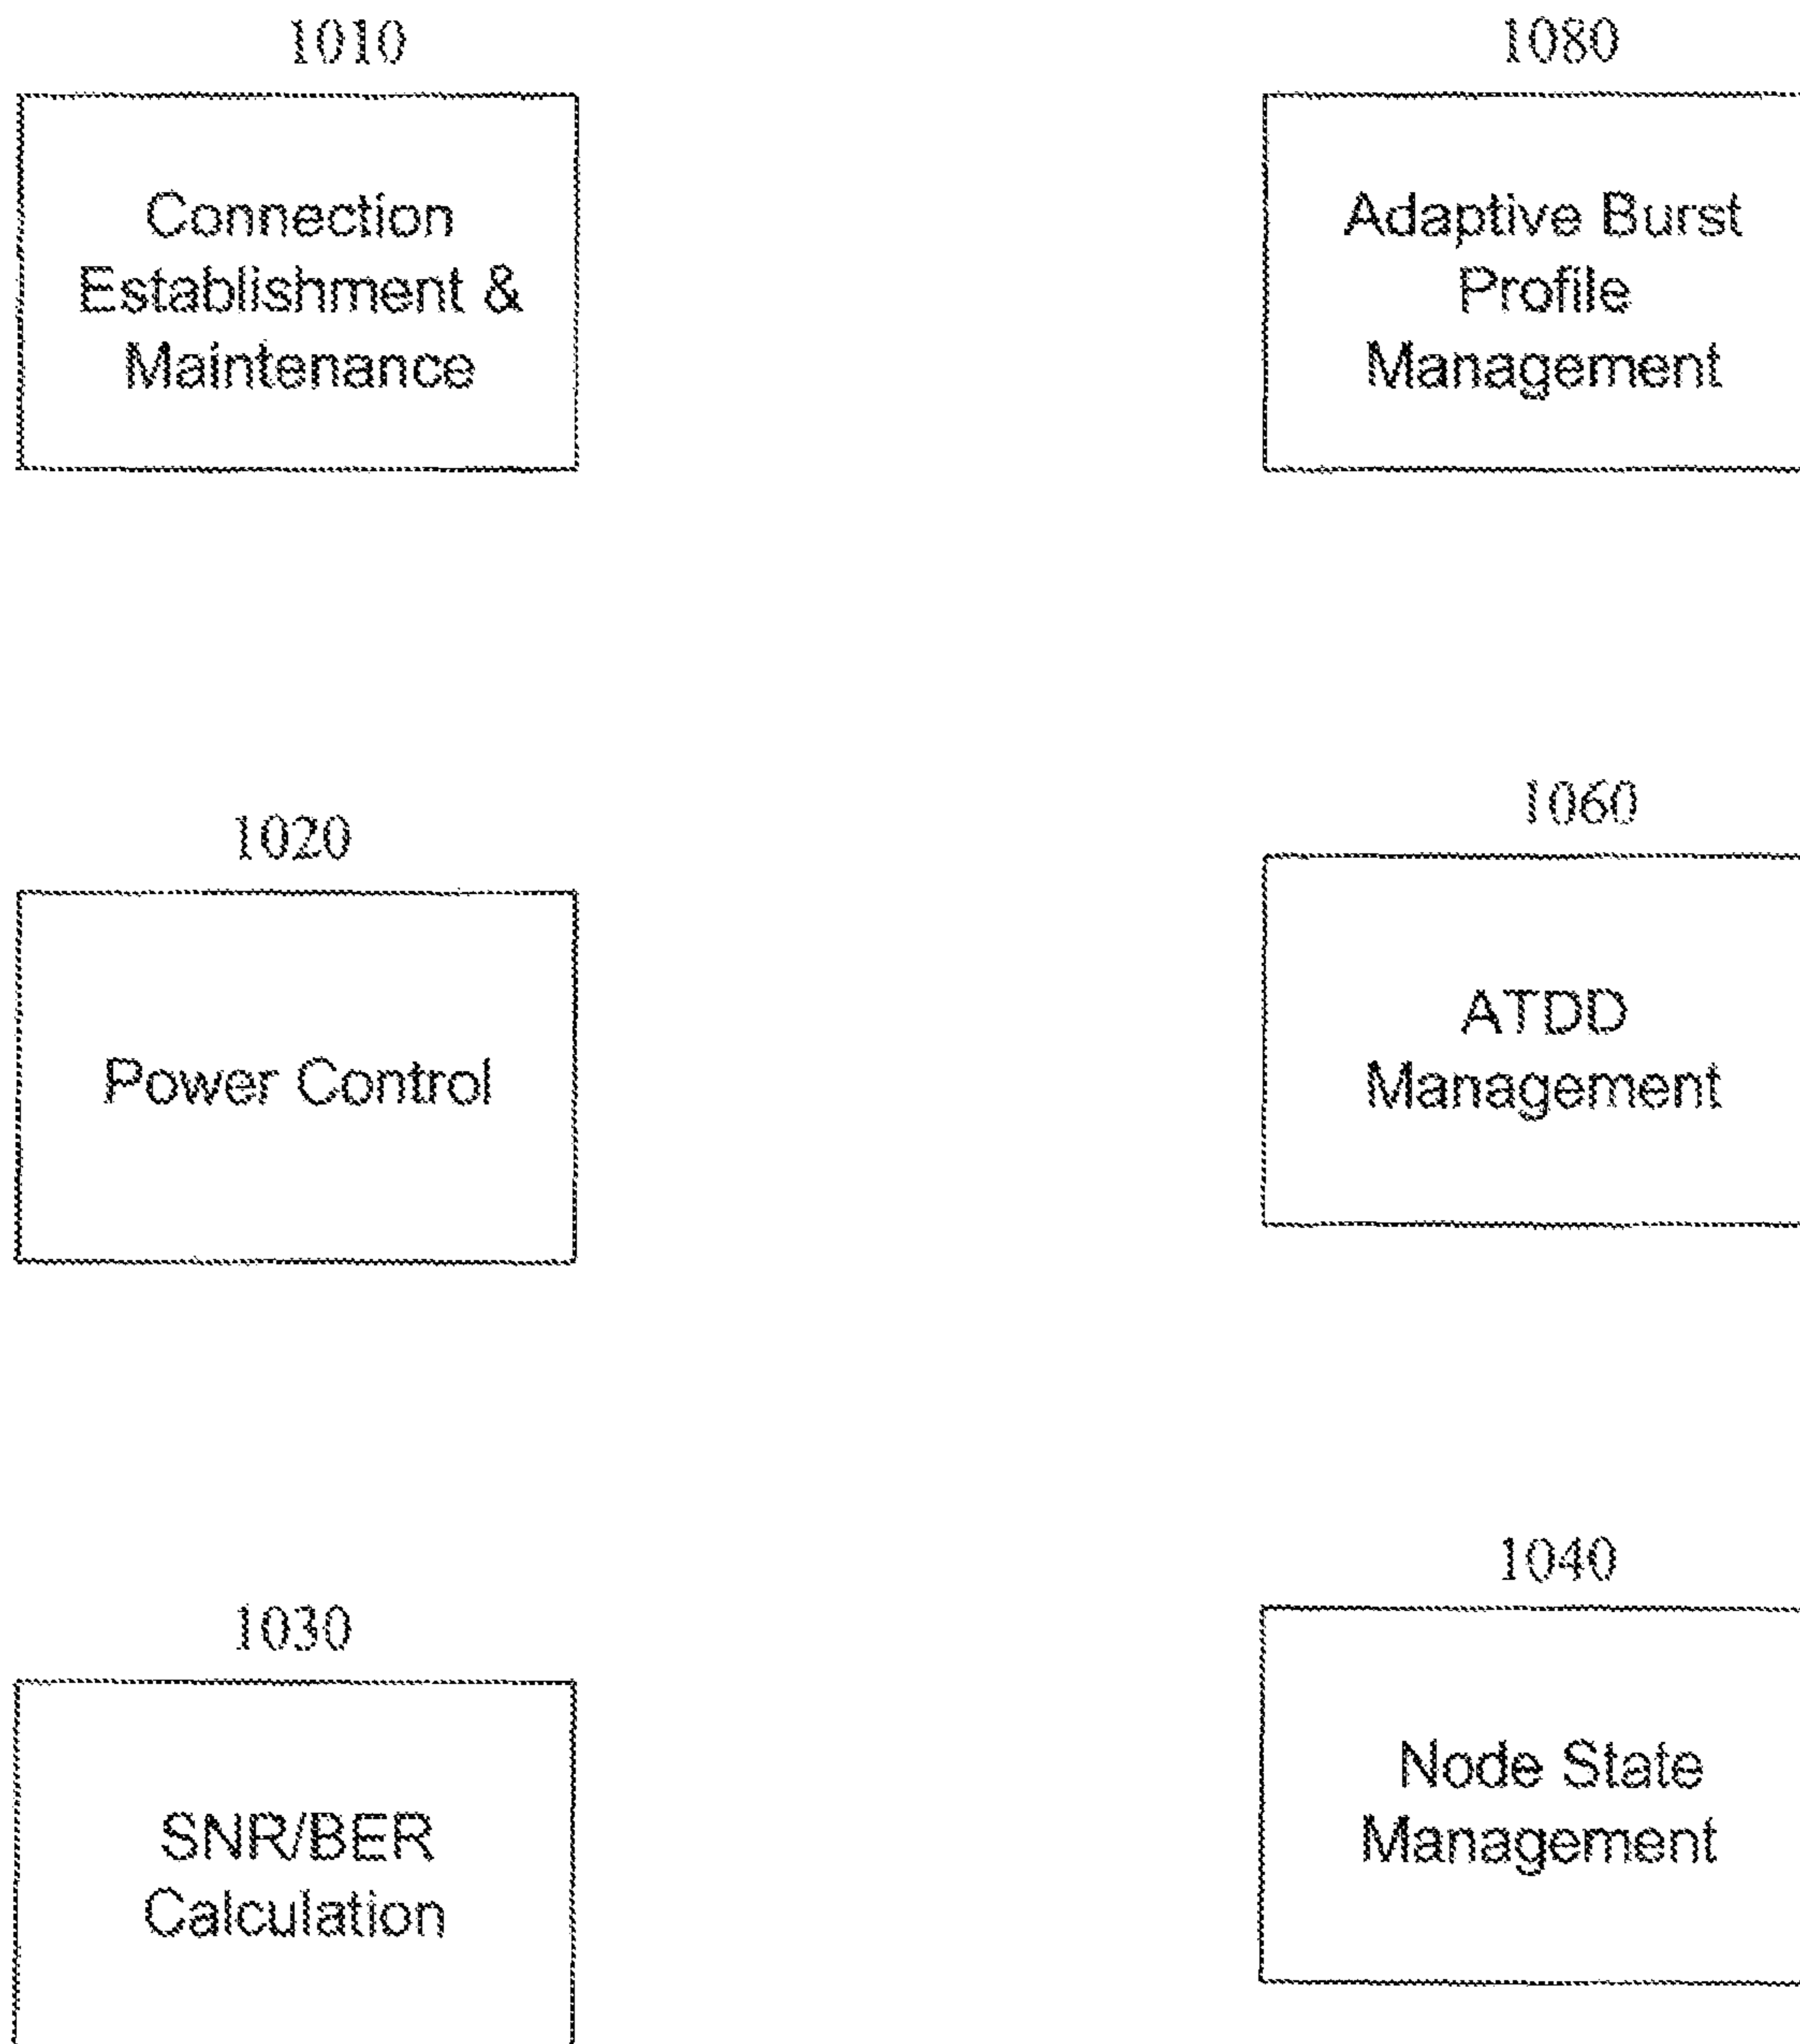 1010
Connection
Establishment &
Maintenance
1080
Adaptive Burst
Profile
Management
1020
Power Control
1060
ATDD
Management
1030
SNR/BER
Calculation
1040
Node State
Management